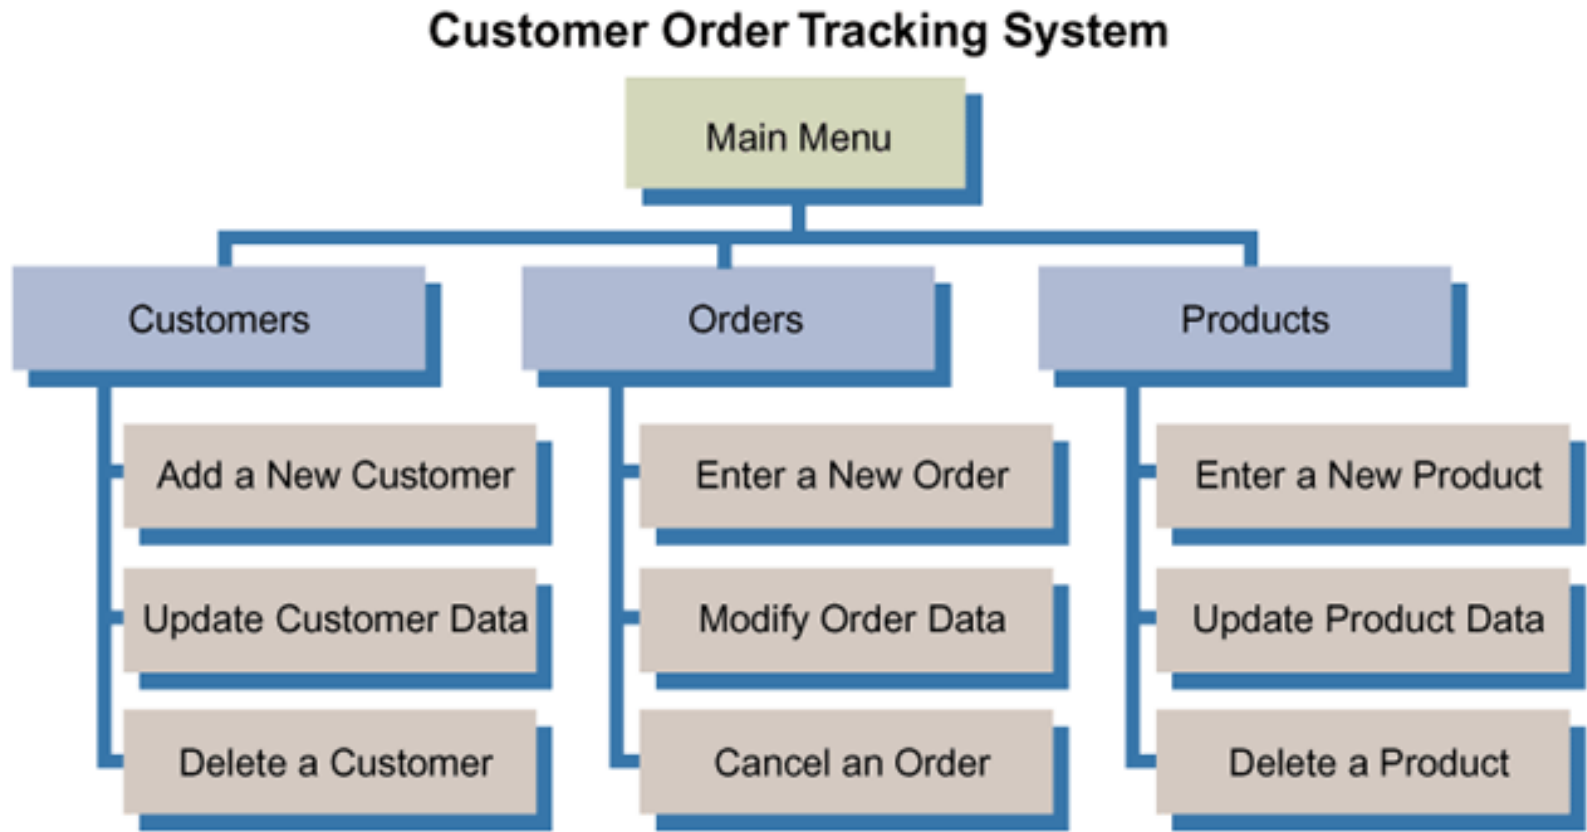 Customer Order Tracking System
Main Menu
Customers
Orders
Products
Add a New Customer
Enter a New Order
Enter a New Product
Update Customer Data
Modify Order Data
Update Product Data
Delete a Customer
Cancel an Order
Delete a Product